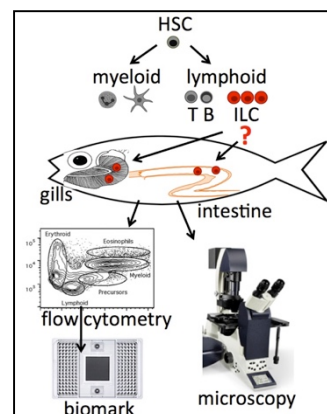 HSC
myeloid lymphoid
T B ILC
?
gills
intestine
Erythroid
Eosinophils
Myeloid
Precursors
Lymphoid
flow cytometry
biomark
microscopy